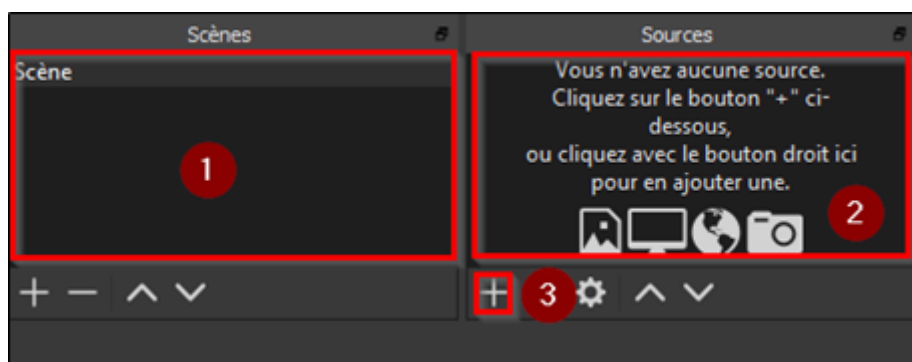 Scènes
Sources
Scène
1
Vous n'avez aucune source.
Cliquez sur le bouton "+" ci-
dessous,
ou cliquez avec le bouton droit ici
pour en ajouter une.
2
3